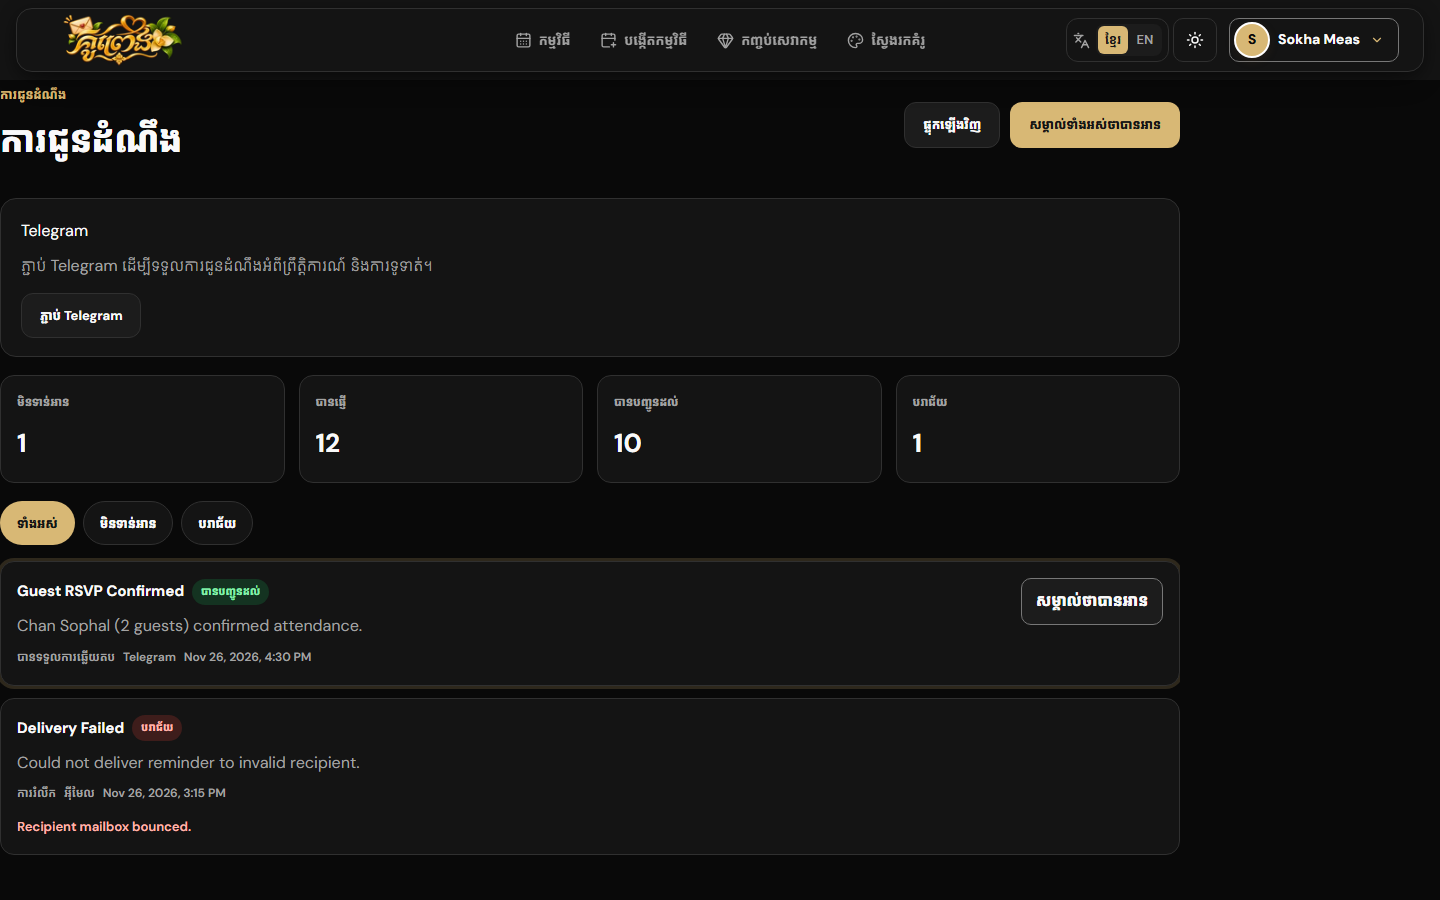 គូព្រេង
កម្មវិធី
បង្កើតកម្មវិធី
កញ្ចប់សេវាកម្ម
ស្វែងរកគំរូ
ខ្មែរ
EN
S
Sokha Meas
ការជូនដំណឹង
ការជូនដំណឹង
ផ្ទុកឡើងវិញ
សម្គាល់ទាំងអស់ថាបានអាន
Telegram
ភ្ជាប់ Telegram ដើម្បីទទួលការជូនដំណឹងអំពីព្រឹត្តិការណ៍ និងការទូទាត់។
ភ្ជាប់ Telegram
មិនទាន់អាន
1
បានផ្ញើ
12
បានបញ្ជូនដល់
10
បរាជ័យ
1
ទាំងអស់
មិនទាន់អាន
បរាជ័យ
Guest RSVP Confirmed
បានបញ្ជូនដល់
សម្គាល់ថាបានអាន
Chan Sophal (2 guests) confirmed attendance.
បានទទួលការឆ្លើយតប Telegram Nov 26, 2026, 4:30 PM
Delivery Failed
បរាជ័យ
Could not deliver reminder to invalid recipient.
ការរំលឹក អ៊ីមែល Nov 26, 2026, 3:15 PM
Recipient mailbox bounced.